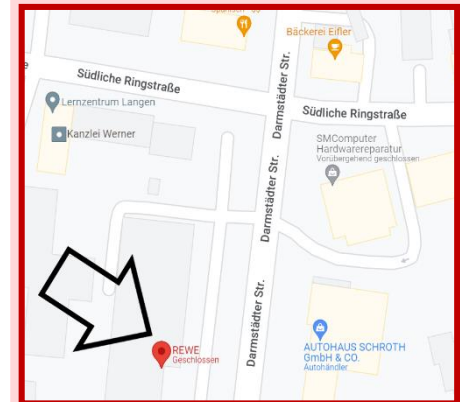 Bäckerei Eifler
Südliche Ringstraße
Darmstädter Str.
Südliche Ringstraße
Lernzentrum Langen
Kanzlei Werner
SMComputer
Hardwarereparatur
Vorübergehend geschlossen
Darmstädter Str.
Darmstädter Str.
REWE
Geschlossen
AUTOHAUS SCHROTH
GmbH & CO.
Autohändler